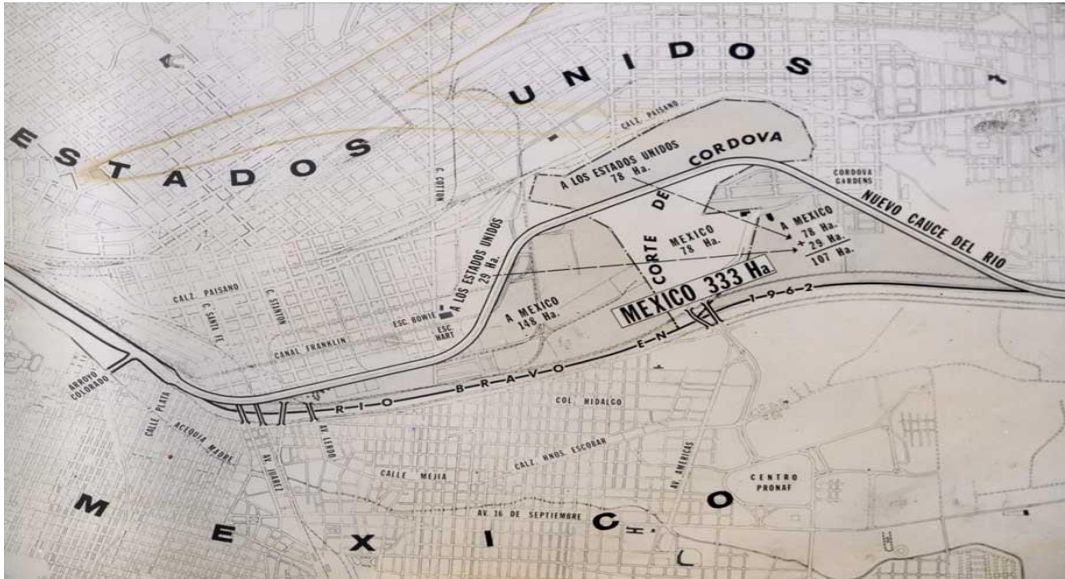 ESTADOS UNIDOS
CALZ. PAISANO
CORTE DE CORDOVA
A LOS ESTADOS UNIDOS
78 Ha.
C. COTTON
CORDOVA
GARDENS
NUEVO CAUCE DEL RIO
A LOS ESTADOS UNIDOS
29 Ha.
MEXICO
78 Ha.
A MEXICO
78 Ha.
+ 29 Ha.
107 Ha.
MEXICO 333 Ha.
A MEXICO
148 Ha.
CALZ. PAISANO
C. SANTA FE
C. STANTON
ESC. BOWIE
ESC.
HART
CANAL FRANKLIN
RIO BRAVO EN 1962
ARROYO
COLORADO
CALLE PLATA
ACEQUIA MADRE
AV. JUAREZ
AV. LERDO
COL. HIDALGO
CALZ. HNOS. ESCOBAR
CALLE MEJIA
AV. AMERICAS
CENTRO
PRONAF
AV. 16 DE SEPTIEMBRE
MEXICO